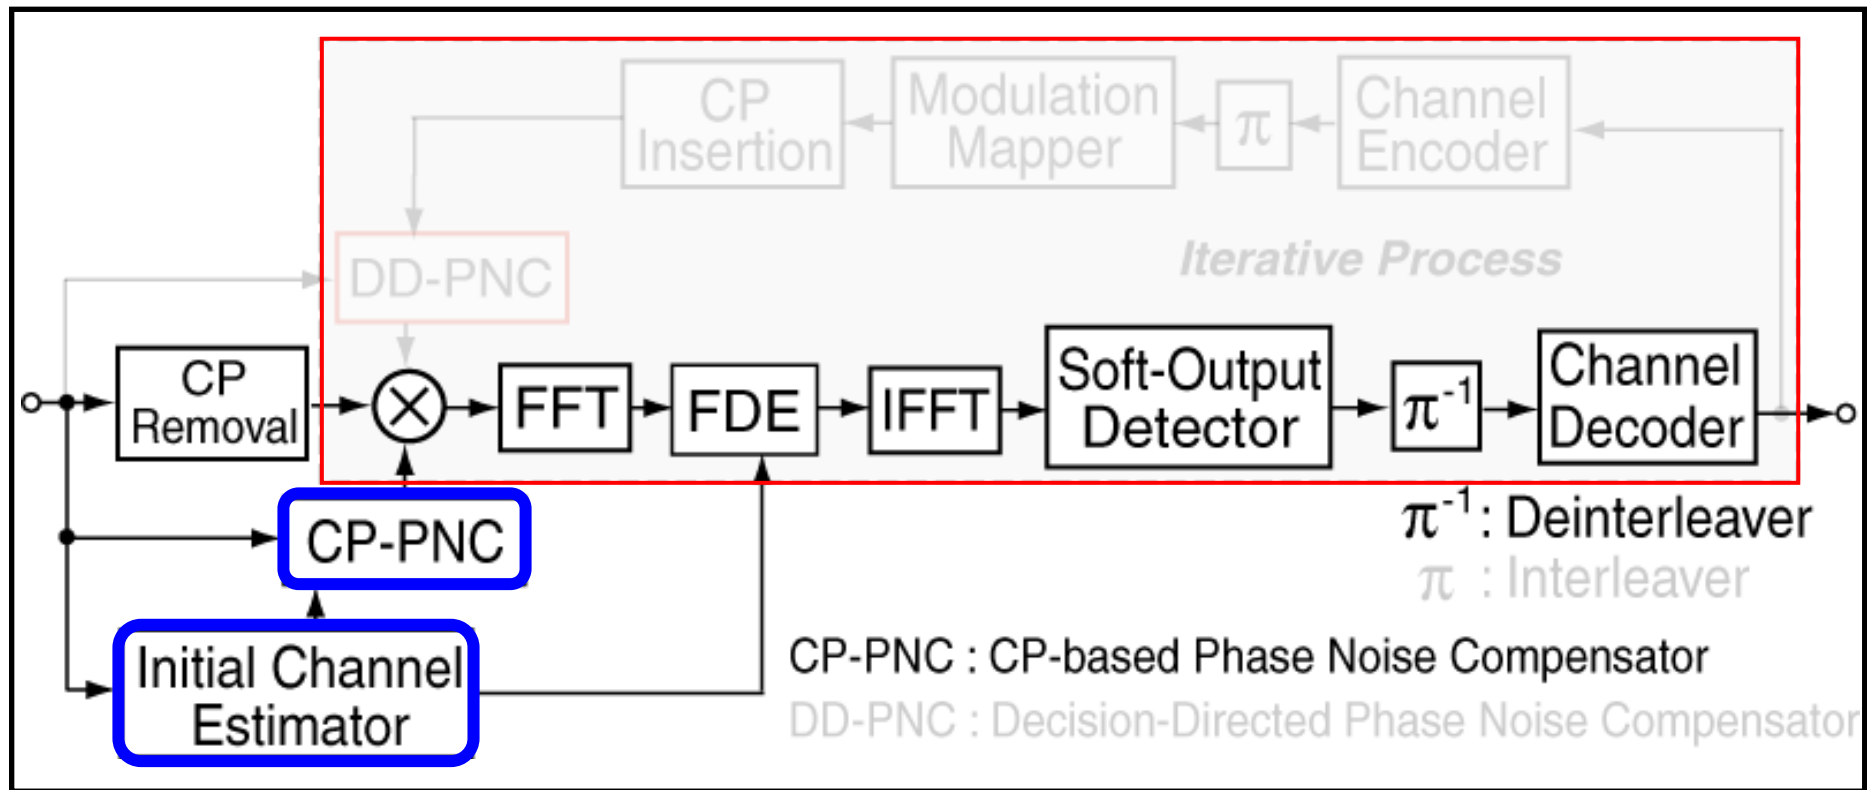 CP
Insertion
Modulation
Mapper
π
Channel
Encoder
DD-PNC
Iterative Process
CP
Removal
FFT
FDE
IFFT
Soft-Output
Detector
π-1
Channel
Decoder
CP-PNC
π-1 : Deinterleaver
π : Interleaver
Initial Channel
Estimator
CP-PNC : CP-based Phase Noise Compensator
DD-PNC : Decision-Directed Phase Noise Compensator